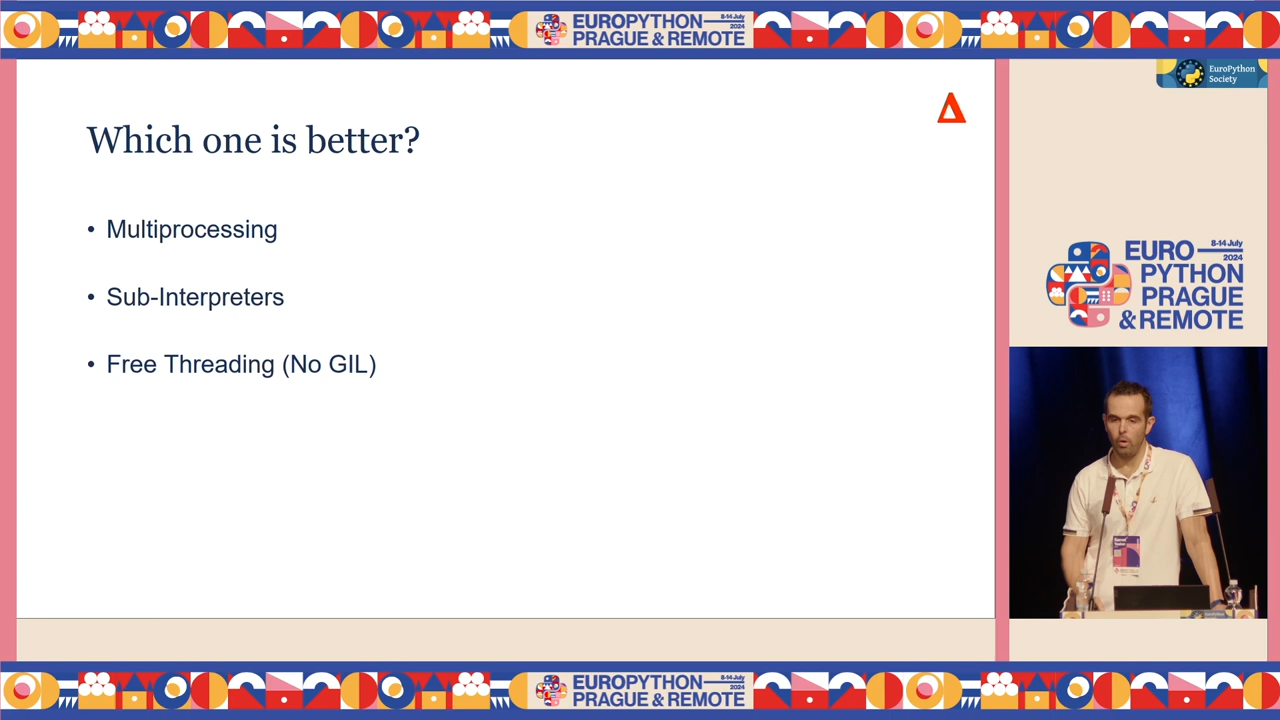 EUROPYTHON 8-14 July 2024
PRAGUE & REMOTE
EuroPython
Society
Which one is better?
• Multiprocessing
• Sub-Interpreters
• Free Threading (No GIL)
EURO 8-14 July 2024
PYTHON
PRAGUE
& REMOTE
EUROPYTHON 8-14 July 2024
PRAGUE & REMOTE